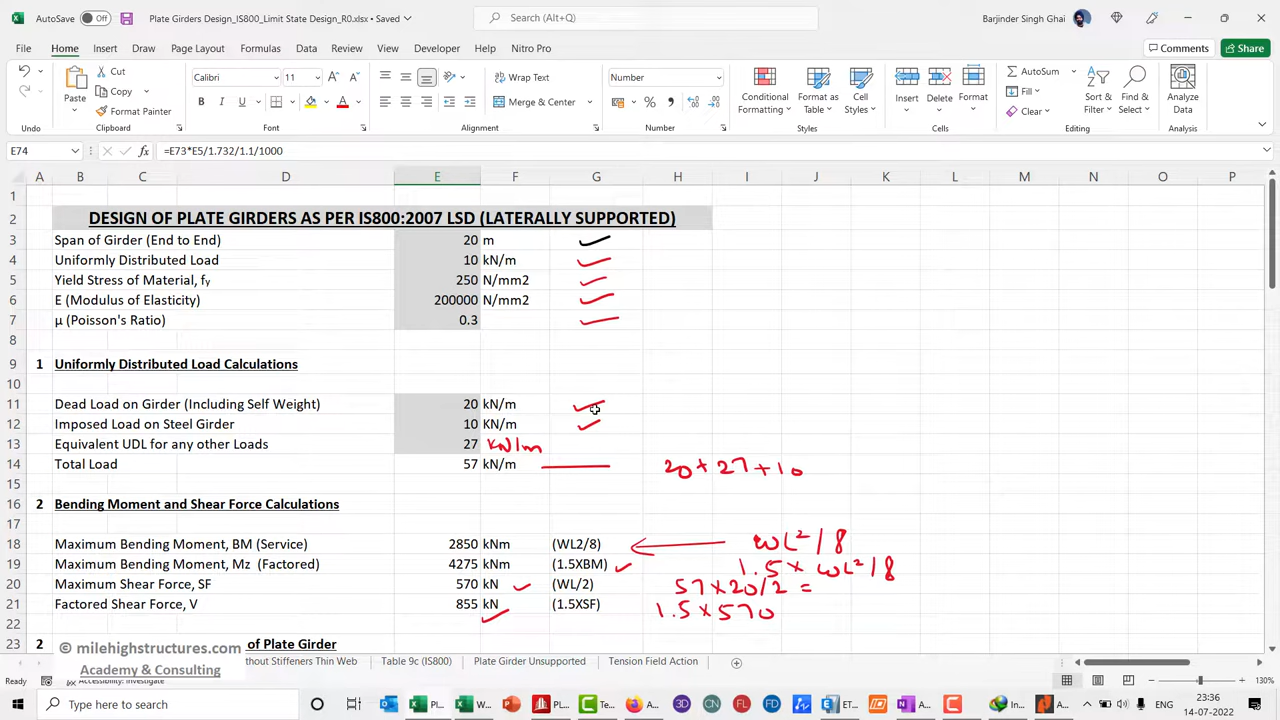 AutoSave Off Plate Girders Design_IS800_Limit State Design_R0.xlsx • Saved Search (Alt+Q) Barjinder Singh Ghai
File Home Insert Draw Page Layout Formulas Data Review View Developer Help Nitro Pro Comments Share
Cut Calibri 11 Wrap Text Number AutoSum
Paste Copy Merge & Center Conditional Formatting Format as Table Cell Styles Insert Delete Format Fill Sort & Filter Find & Select Analyze Data
Format Painter Clear
Undo Clipboard Font Alignment Number Styles Cells Editing Analysis
E74 fx =E73*E5/1.732/1.1/1000
A B C D E F G H I J K L M N O P
1
2 DESIGN OF PLATE GIRDERS AS PER IS800:2007 LSD (LATERALLY SUPPORTED)
3 Span of Girder (End to End) 20 m
4 Uniformly Distributed Load 10 kN/m
5 Yield Stress of Material, fy 250 N/mm2
6 E (Modulus of Elasticity) 200000 N/mm2
7 μ (Poisson's Ratio) 0.3
8
9 1 Uniformly Distributed Load Calculations
10
11 Dead Load on Girder (Including Self Weight) 20 kN/m
12 Imposed Load on Steel Girder 10 KN/m
13 Equivalent UDL for any other Loads 27 kN/m
14 Total Load 57 kN/m 20+27+10
15
16 2 Bending Moment and Shear Force Calculations
17
18 Maximum Bending Moment, BM (Service) 2850 kNm (WL2/8) WL²/8
19 Maximum Bending Moment, Mz (Factored) 4275 kNm (1.5XBM) 1.5 x WL²/8
20 Maximum Shear Force, SF 570 kN (WL/2) 57x20/2 =
21 Factored Shear Force, V 855 kN (1.5XSF) 1.5x570
22
23 2 of Plate Girder
© milehighstructures.com
Academy & Consulting
thout Stiffeners Thin Web Table 9c (IS800) Plate Girder Unsupported Tension Field Action
Ready Accessibility: Investigate 130%
Type here to search ENG 23:36
14-07-2022